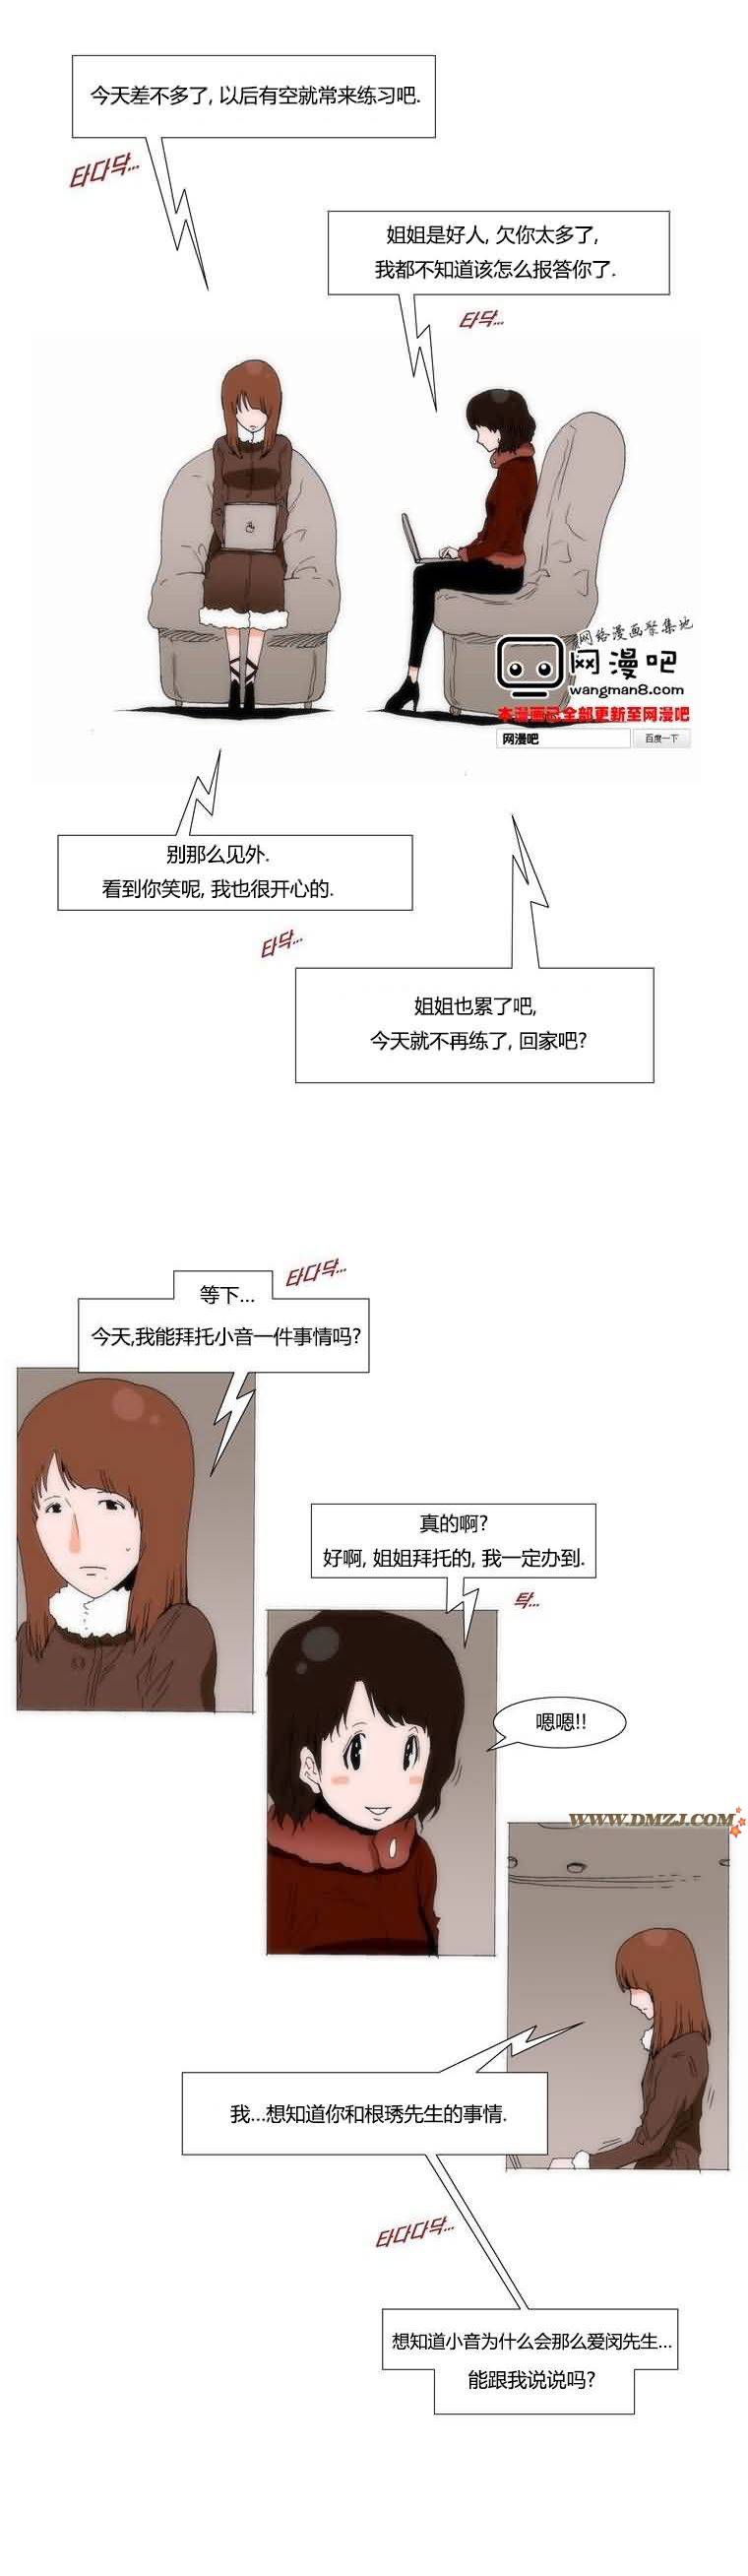 今天差不多了, 以后有空就常来练习吧.
타다닥...
姐姐是好人, 欠你太多了,
我都不知道该怎么报答你了.
타닥...
网络漫画聚集地
网漫吧
wangman8.com
本漫画已全部更新至网漫吧
网漫吧
百度一下
别那么见外.
看到你笑呢, 我也很开心的.
타닥...
姐姐也累了吧,
今天就不再练了, 回家吧?
타다닥...
等下...
今天,我能拜托小音一件事情吗?
真的啊?
好啊, 姐姐拜托的, 我一定办到.
탁...
嗯嗯!!
WWW.DMZJ.COM
我...想知道你和根琇先生的事情.
타다다닥...
想知道小音为什么会那么爱闵先生...
能跟我说说吗?